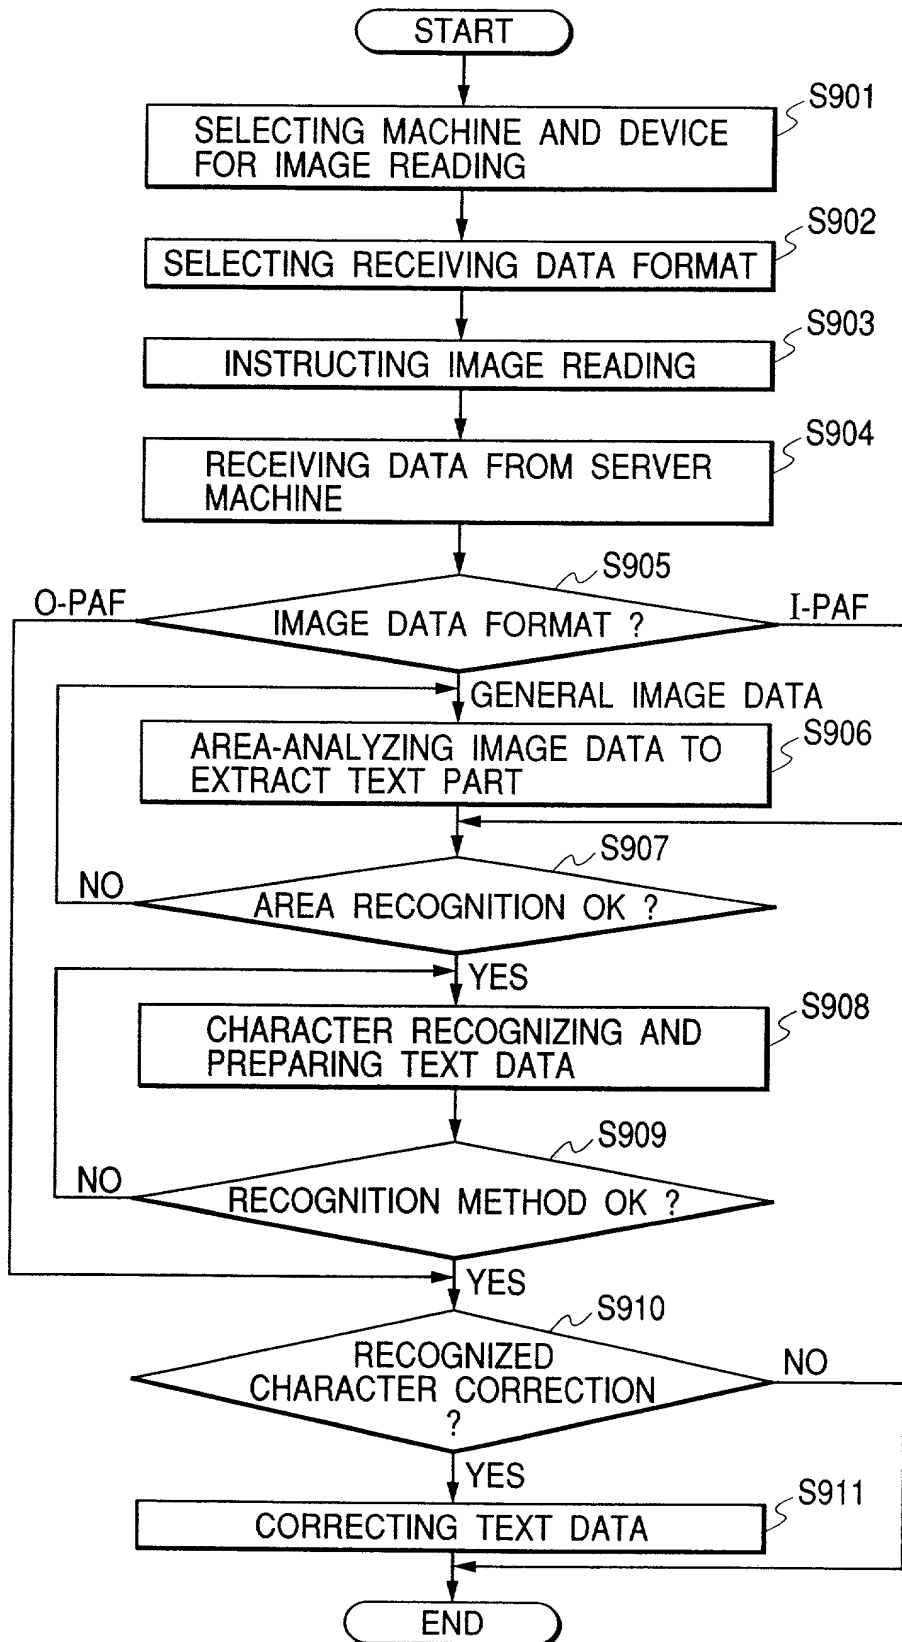 START
S901
SELECTING MACHINE AND DEVICE
FOR IMAGE READING
S902
SELECTING RECEIVING DATA FORMAT
S903
INSTRUCTING IMAGE READING
S904
RECEIVING DATA FROM SERVER
MACHINE
S905
O-PAF
IMAGE DATA FORMAT ?
I-PAF
GENERAL IMAGE DATA
S906
AREA-ANALYZING IMAGE DATA TO
EXTRACT TEXT PART
S907
NO
AREA RECOGNITION OK ?
YES
S908
CHARACTER RECOGNIZING AND
PREPARING TEXT DATA
S909
NO
RECOGNITION METHOD OK ?
YES
S910
RECOGNIZED
CHARACTER CORRECTION
?
NO
YES
S911
CORRECTING TEXT DATA
END